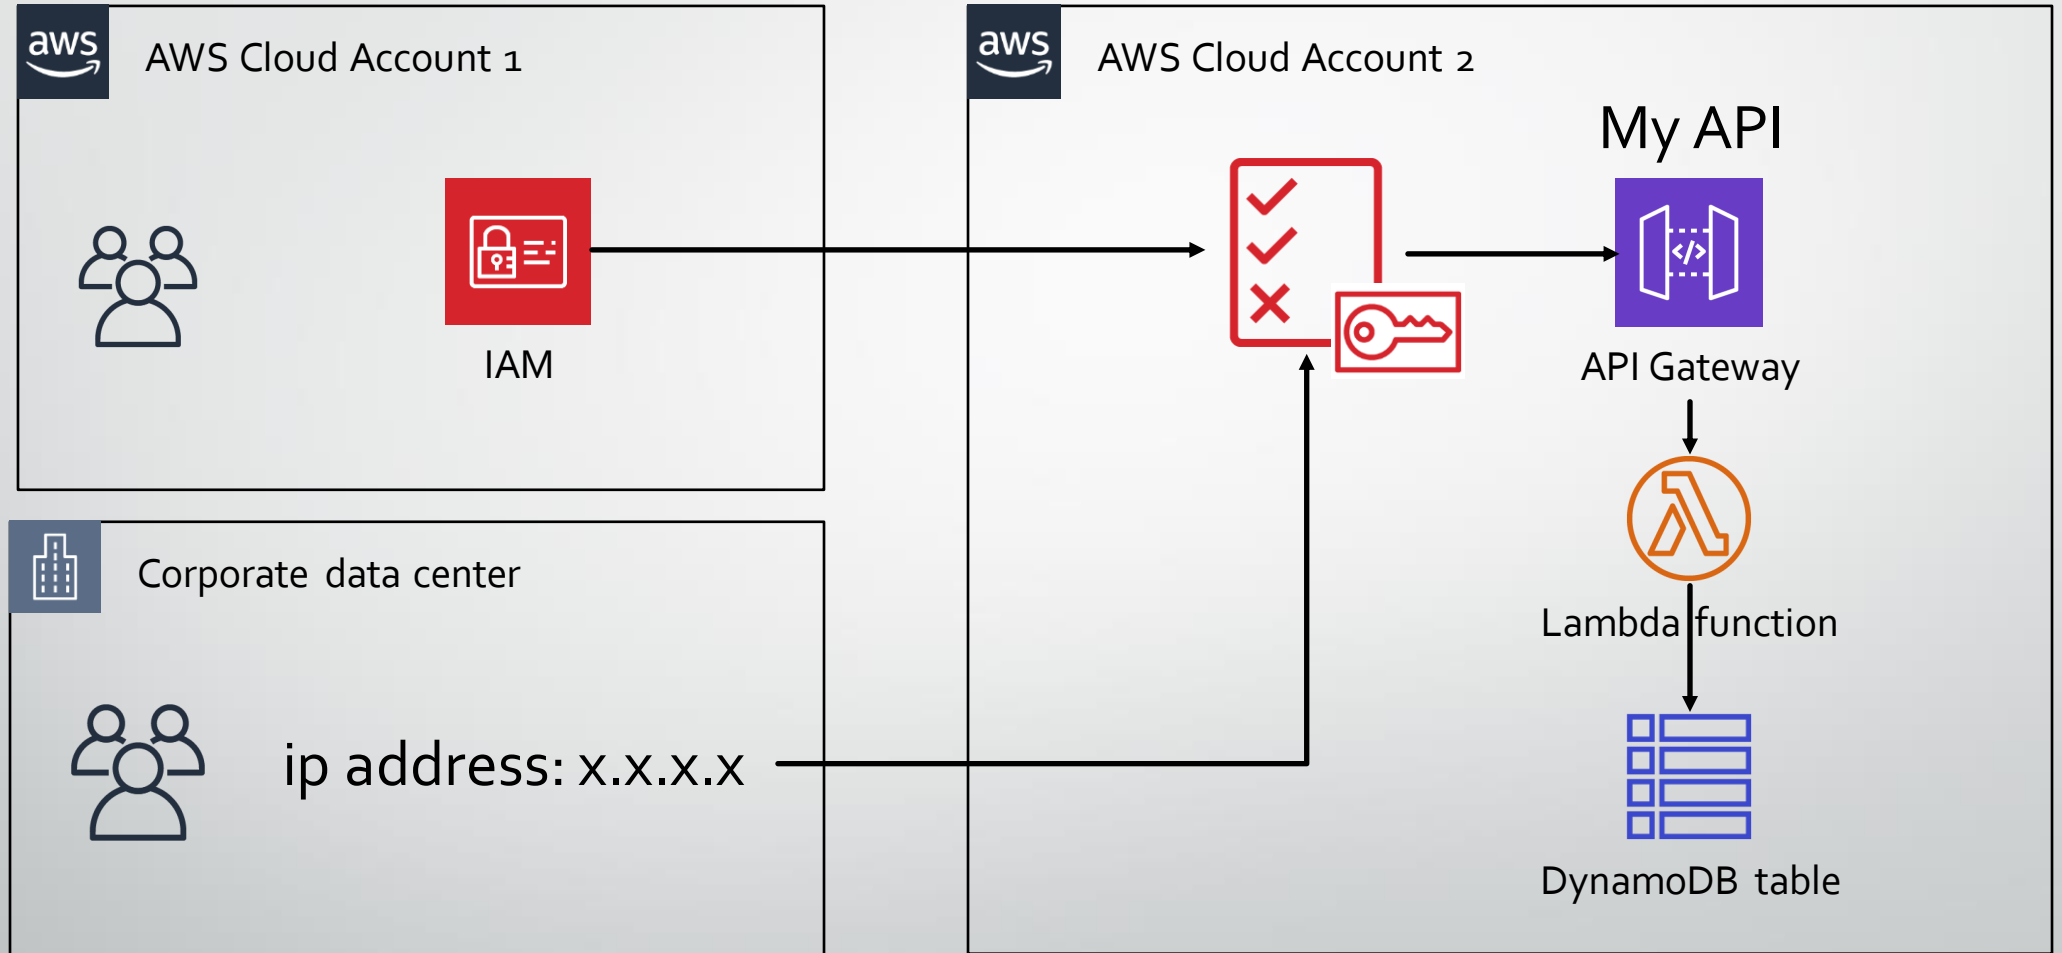 aws
AWS Cloud Account 1
IAM
Corporate data center
ip address: x.x.x.x
aws
AWS Cloud Account 2
My API
</>
API Gateway
Lambda function
DynamoDB table